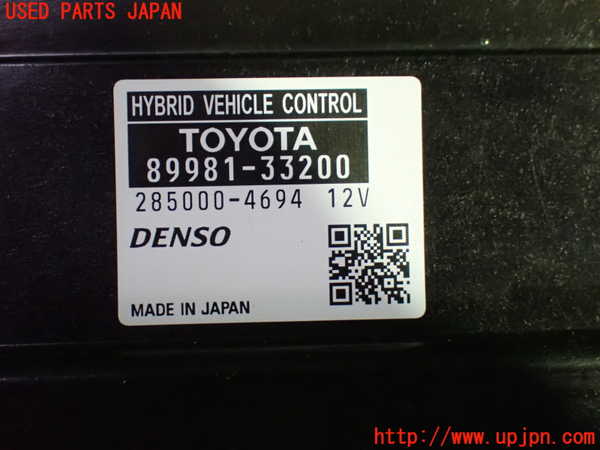 USED PARTS JAPAN
HYBRID VEHICLE CONTROL
TOYOTA
89981-33200
285000-4694 12V
DENSO
MADE IN JAPAN
http://www.upjpn.com/